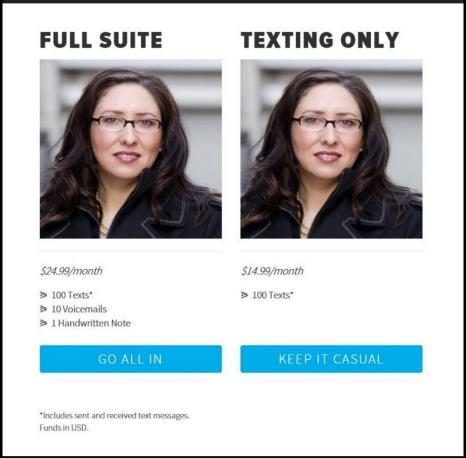 FULL SUITE
TEXTING ONLY
$24.99/month
$14.99/month
100 Texts*
10 Voicemails
1 Handwritten Note
100 Texts*
GO ALL IN
KEEP IT CASUAL
*Includes sent and received text messages.
Funds in USD.